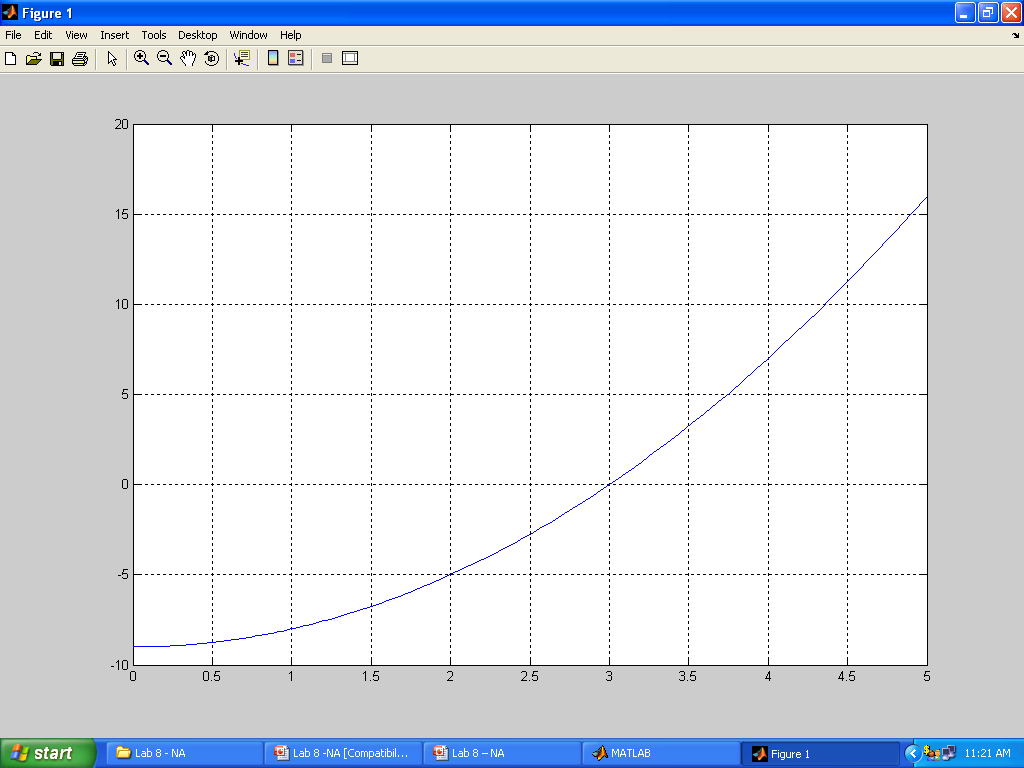 Figure 1
File Edit View Insert Tools Desktop Window Help
20
15
10
5
0
-5
-10
0 0.5 1 1.5 2 2.5 3 3.5 4 4.5 5
start Lab 8 - NA Lab 8 -NA [Compatibil... Lab 8 – NA MATLAB Figure 1 11:21 AM